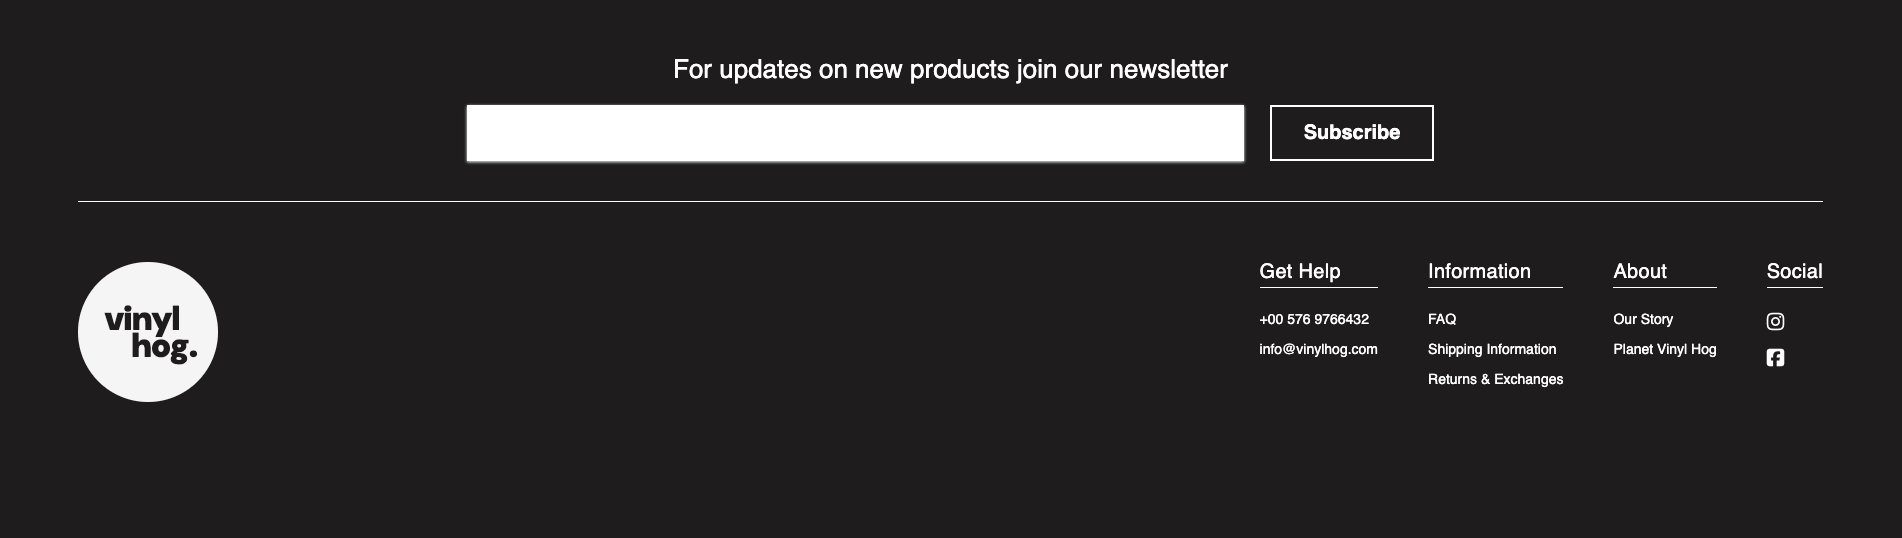 For updates on new products join our newsletter
Subscribe
vinyl
hog.
Get Help
+00 576 9766432
info@vinylhog.com
Information
FAQ
Shipping Information
Returns & Exchanges
About
Our Story
Planet Vinyl Hog
Social